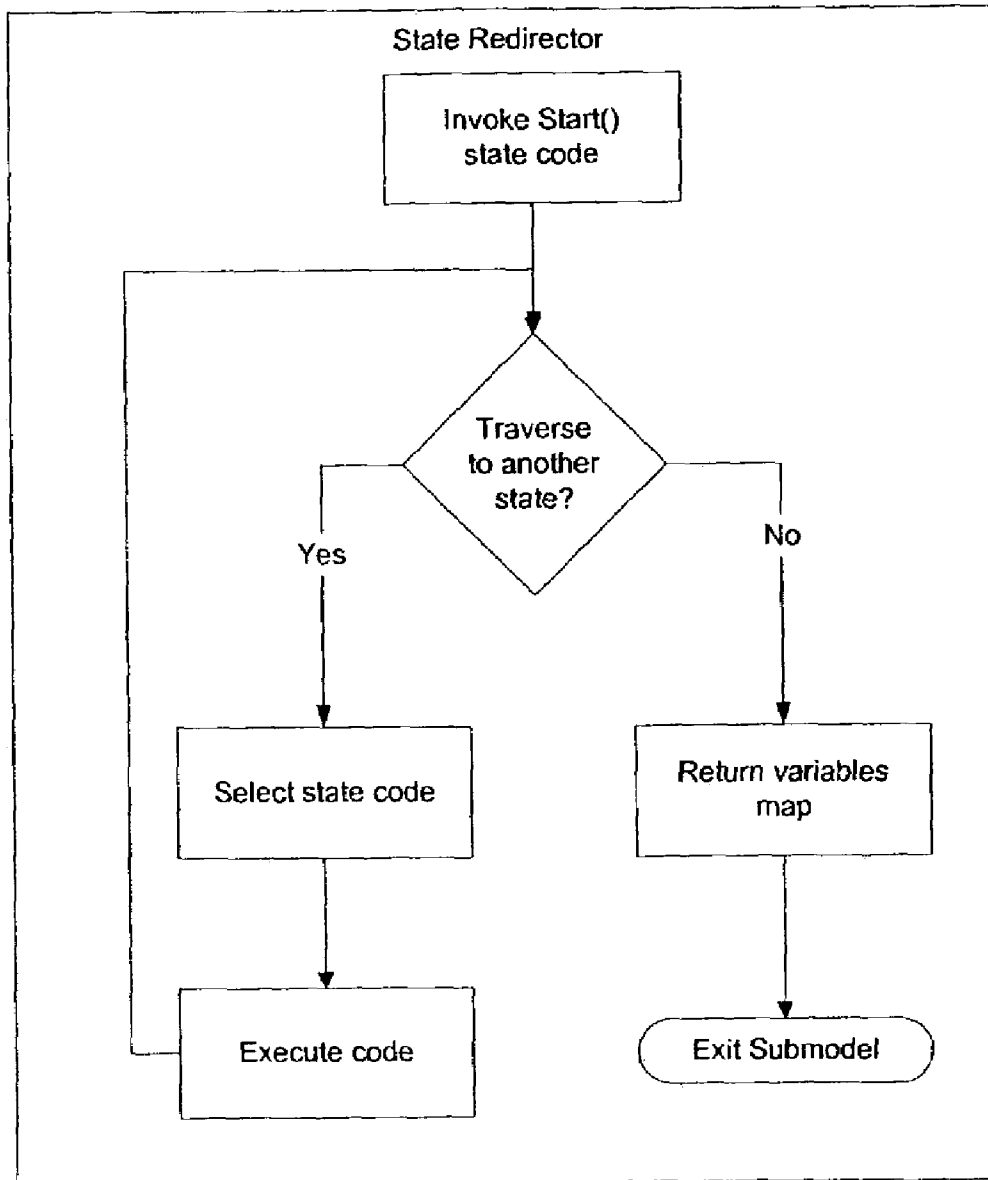 State Redirector
Invoke Start()
state code
Traverse
to another
state?
Yes
No
Select state code
Return variables
map
Execute code
Exit Submodel